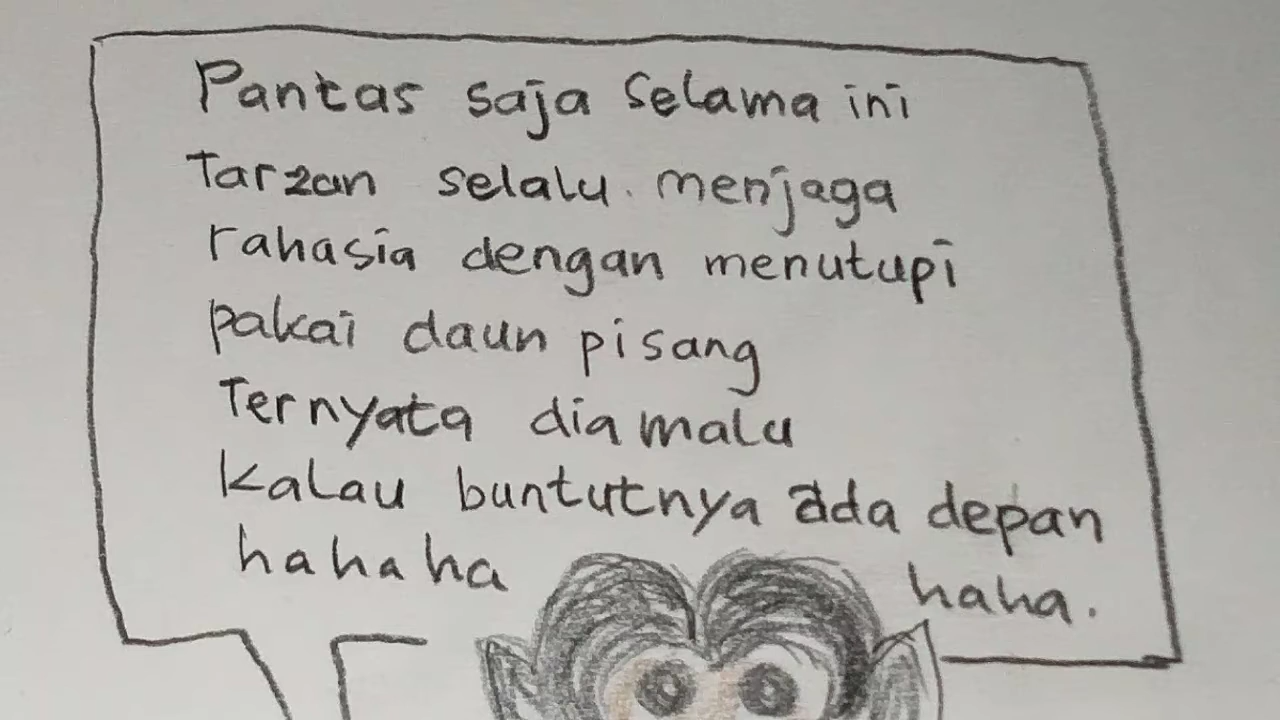 Pantas saja selama ini
Tarzan selalu menjaga
rahasia dengan menutupi
pakai daun pisang
Ternyata dia malu
kalau buntutnya ada depan
hahaha haha.